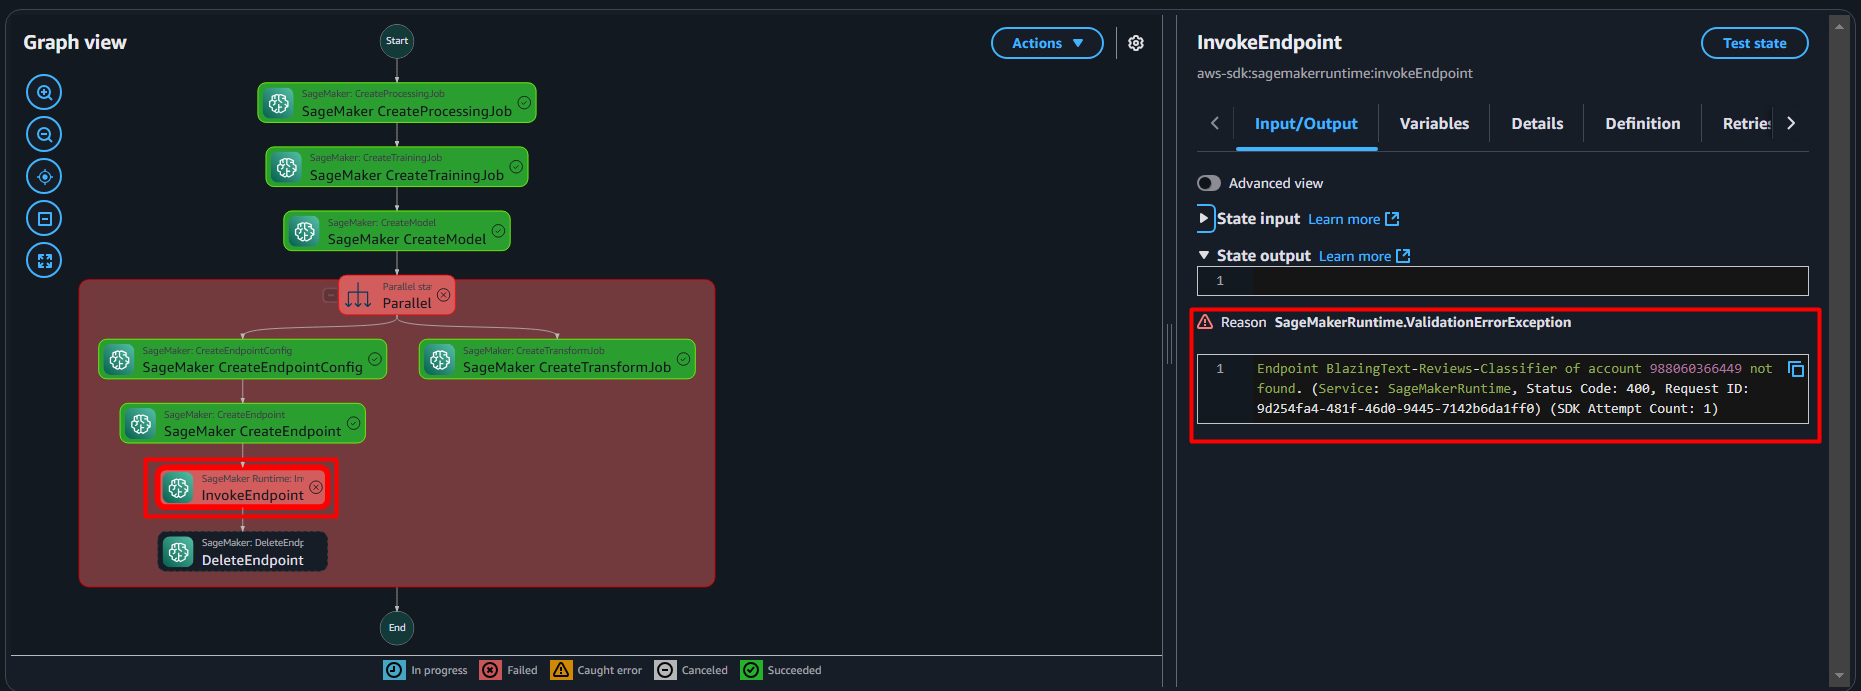 Graph view
Start
Actions
SageMaker: CreateProcessingJob
SageMaker CreateProcessingJob
SageMaker: CreateTrainingJob
SageMaker CreateTrainingJob
SageMaker: CreateModel
SageMaker CreateModel
Parallel sta
Parallel
SageMaker: CreateEndpointConfig
SageMaker CreateEndpointConfig
SageMaker: CreateTransformJob
SageMaker CreateTransformJob
SageMaker: CreateEndpoint
SageMaker CreateEndpoint
SageMaker Runtime: In
InvokeEndpoint
SageMaker: DeleteEndp
DeleteEndpoint
End
In progress Failed Caught error Canceled Succeeded
InvokeEndpoint
Test state
aws-sdk:sagemakerruntime:invokeEndpoint
Input/Output Variables Details Definition Retries
Advanced view
State input Learn more
State output Learn more
1
Reason SageMakerRuntime.ValidationErrorException
1 Endpoint BlazingText-Reviews-Classifier of account 988060366449 not
found. (Service: SageMakerRuntime, Status Code: 400, Request ID:
9d254fa4-481f-46d0-9445-7142b6da1ff0) (SDK Attempt Count: 1)